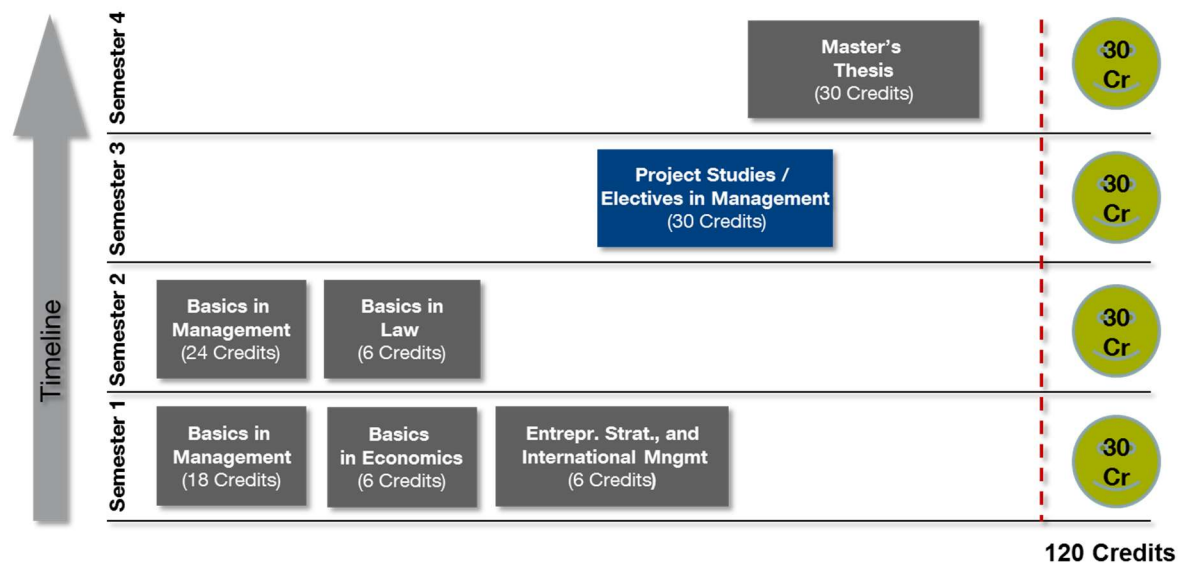 Timeline
Semester 4
Master's
Thesis
(30 Credits)
30
Cr
Semester 3
Project Studies /
Electives in Management
(30 Credits)
30
Cr
Semester 2
Basics in
Management
(24 Credits)
Basics in
Law
(6 Credits)
30
Cr
Semester 1
Basics in
Management
(18 Credits)
Basics
in Economics
(6 Credits)
Entrepr. Strat., and
International Mngmt
(6 Credits)
30
Cr
120 Credits